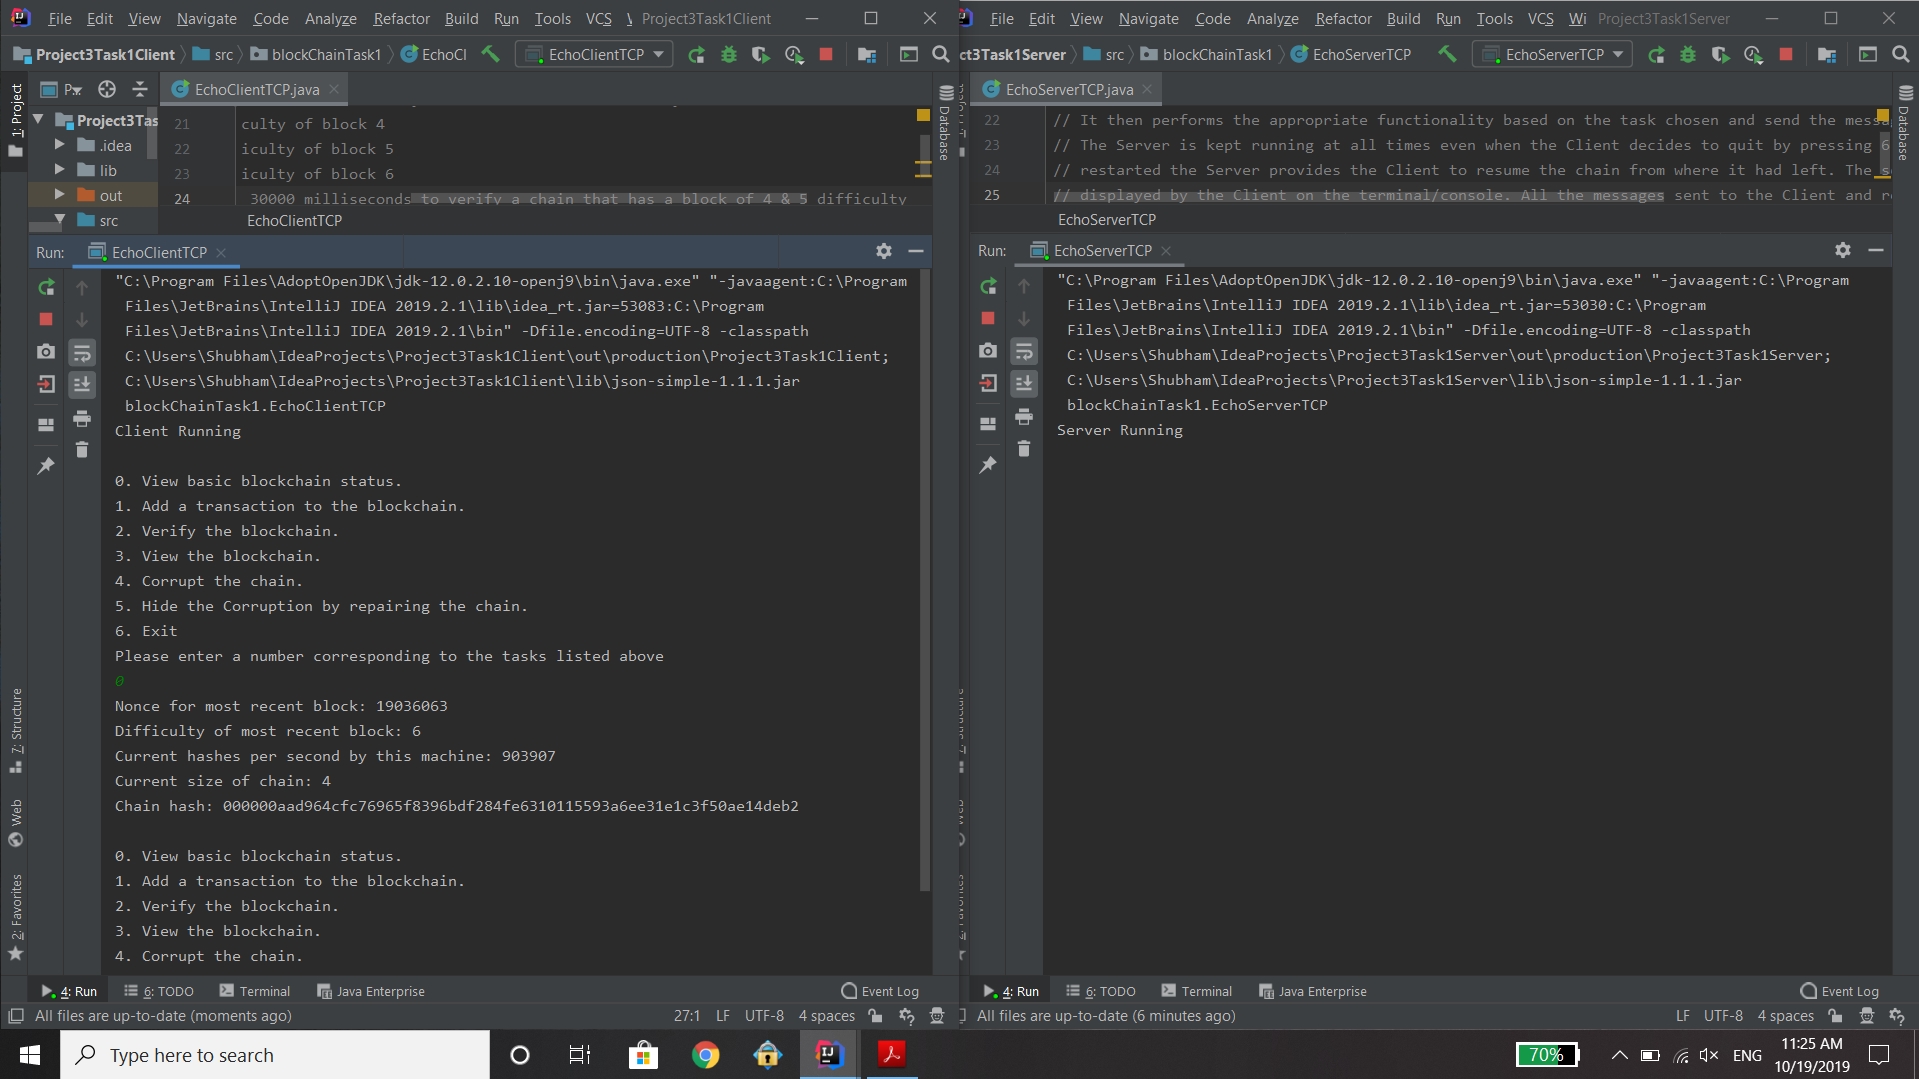 File Edit View Navigate Code Analyze Refactor Build Run Tools VCS Project3Task1Client
Project3Task1Client src blockChainTask1 EchoCl EchoClientTCP
EchoClientTCP.java
1: Project
Project3Tas
.idea
lib
out
src
21 culty of block 4
22 iculty of block 5
23 iculty of block 6
24 30000 milliseconds to verify a chain that has a block of 4 & 5 difficulty
EchoClientTCP
Database
Run: EchoClientTCP
"C:\Program Files\AdoptOpenJDK\jdk-12.0.2.10-openj9\bin\java.exe" "-javaagent:C:\Program
Files\JetBrains\IntelliJ IDEA 2019.2.1\lib\idea_rt.jar=53083:C:\Program
Files\JetBrains\IntelliJ IDEA 2019.2.1\bin" -Dfile.encoding=UTF-8 -classpath
C:\Users\Shubham\IdeaProjects\Project3Task1Client\out\production\Project3Task1Client;
C:\Users\Shubham\IdeaProjects\Project3Task1Client\lib\json-simple-1.1.1.jar
blockChainTask1.EchoClientTCP
Client Running
0. View basic blockchain status.
1. Add a transaction to the blockchain.
2. Verify the blockchain.
3. View the blockchain.
4. Corrupt the chain.
5. Hide the Corruption by repairing the chain.
6. Exit
Please enter a number corresponding to the tasks listed above
0
Nonce for most recent block: 19036063
Difficulty of most recent block: 6
Current hashes per second by this machine: 903907
Current size of chain: 4
Chain hash: 000000aad964cfc76965f8396bdf284fe6310115593a6ee31e1c3f50ae14deb2
0. View basic blockchain status.
1. Add a transaction to the blockchain.
2. Verify the blockchain.
3. View the blockchain.
4. Corrupt the chain.
7: Structure
Web
2: Favorites
4: Run 6: TODO Terminal Java Enterprise Event Log
All files are up-to-date (moments ago) 27:1 LF UTF-8 4 spaces
File Edit View Navigate Code Analyze Refactor Build Run Tools VCS Wi Project3Task1Server
ct3Task1Server src blockChainTask1 EchoServerTCP EchoServerTCP
EchoServerTCP.java
22 // It then performs the appropriate functionality based on the task chosen and send the messa
23 // The Server is kept running at all times even when the Client decides to quit by pressing 6
24 // restarted the Server provides the Client to resume the chain from where it had left. The s
25 // displayed by the Client on the terminal/console. All the messages sent to the Client and r
EchoServerTCP
Database
Run: EchoServerTCP
"C:\Program Files\AdoptOpenJDK\jdk-12.0.2.10-openj9\bin\java.exe" "-javaagent:C:\Program
Files\JetBrains\IntelliJ IDEA 2019.2.1\lib\idea_rt.jar=53030:C:\Program
Files\JetBrains\IntelliJ IDEA 2019.2.1\bin" -Dfile.encoding=UTF-8 -classpath
C:\Users\Shubham\IdeaProjects\Project3Task1Server\out\production\Project3Task1Server;
C:\Users\Shubham\IdeaProjects\Project3Task1Server\lib\json-simple-1.1.1.jar
blockChainTask1.EchoServerTCP
Server Running
4: Run 6: TODO Terminal Java Enterprise Event Log
All files are up-to-date (6 minutes ago) LF UTF-8 4 spaces
Type here to search
70% ENG
11:25 AM
10/19/2019